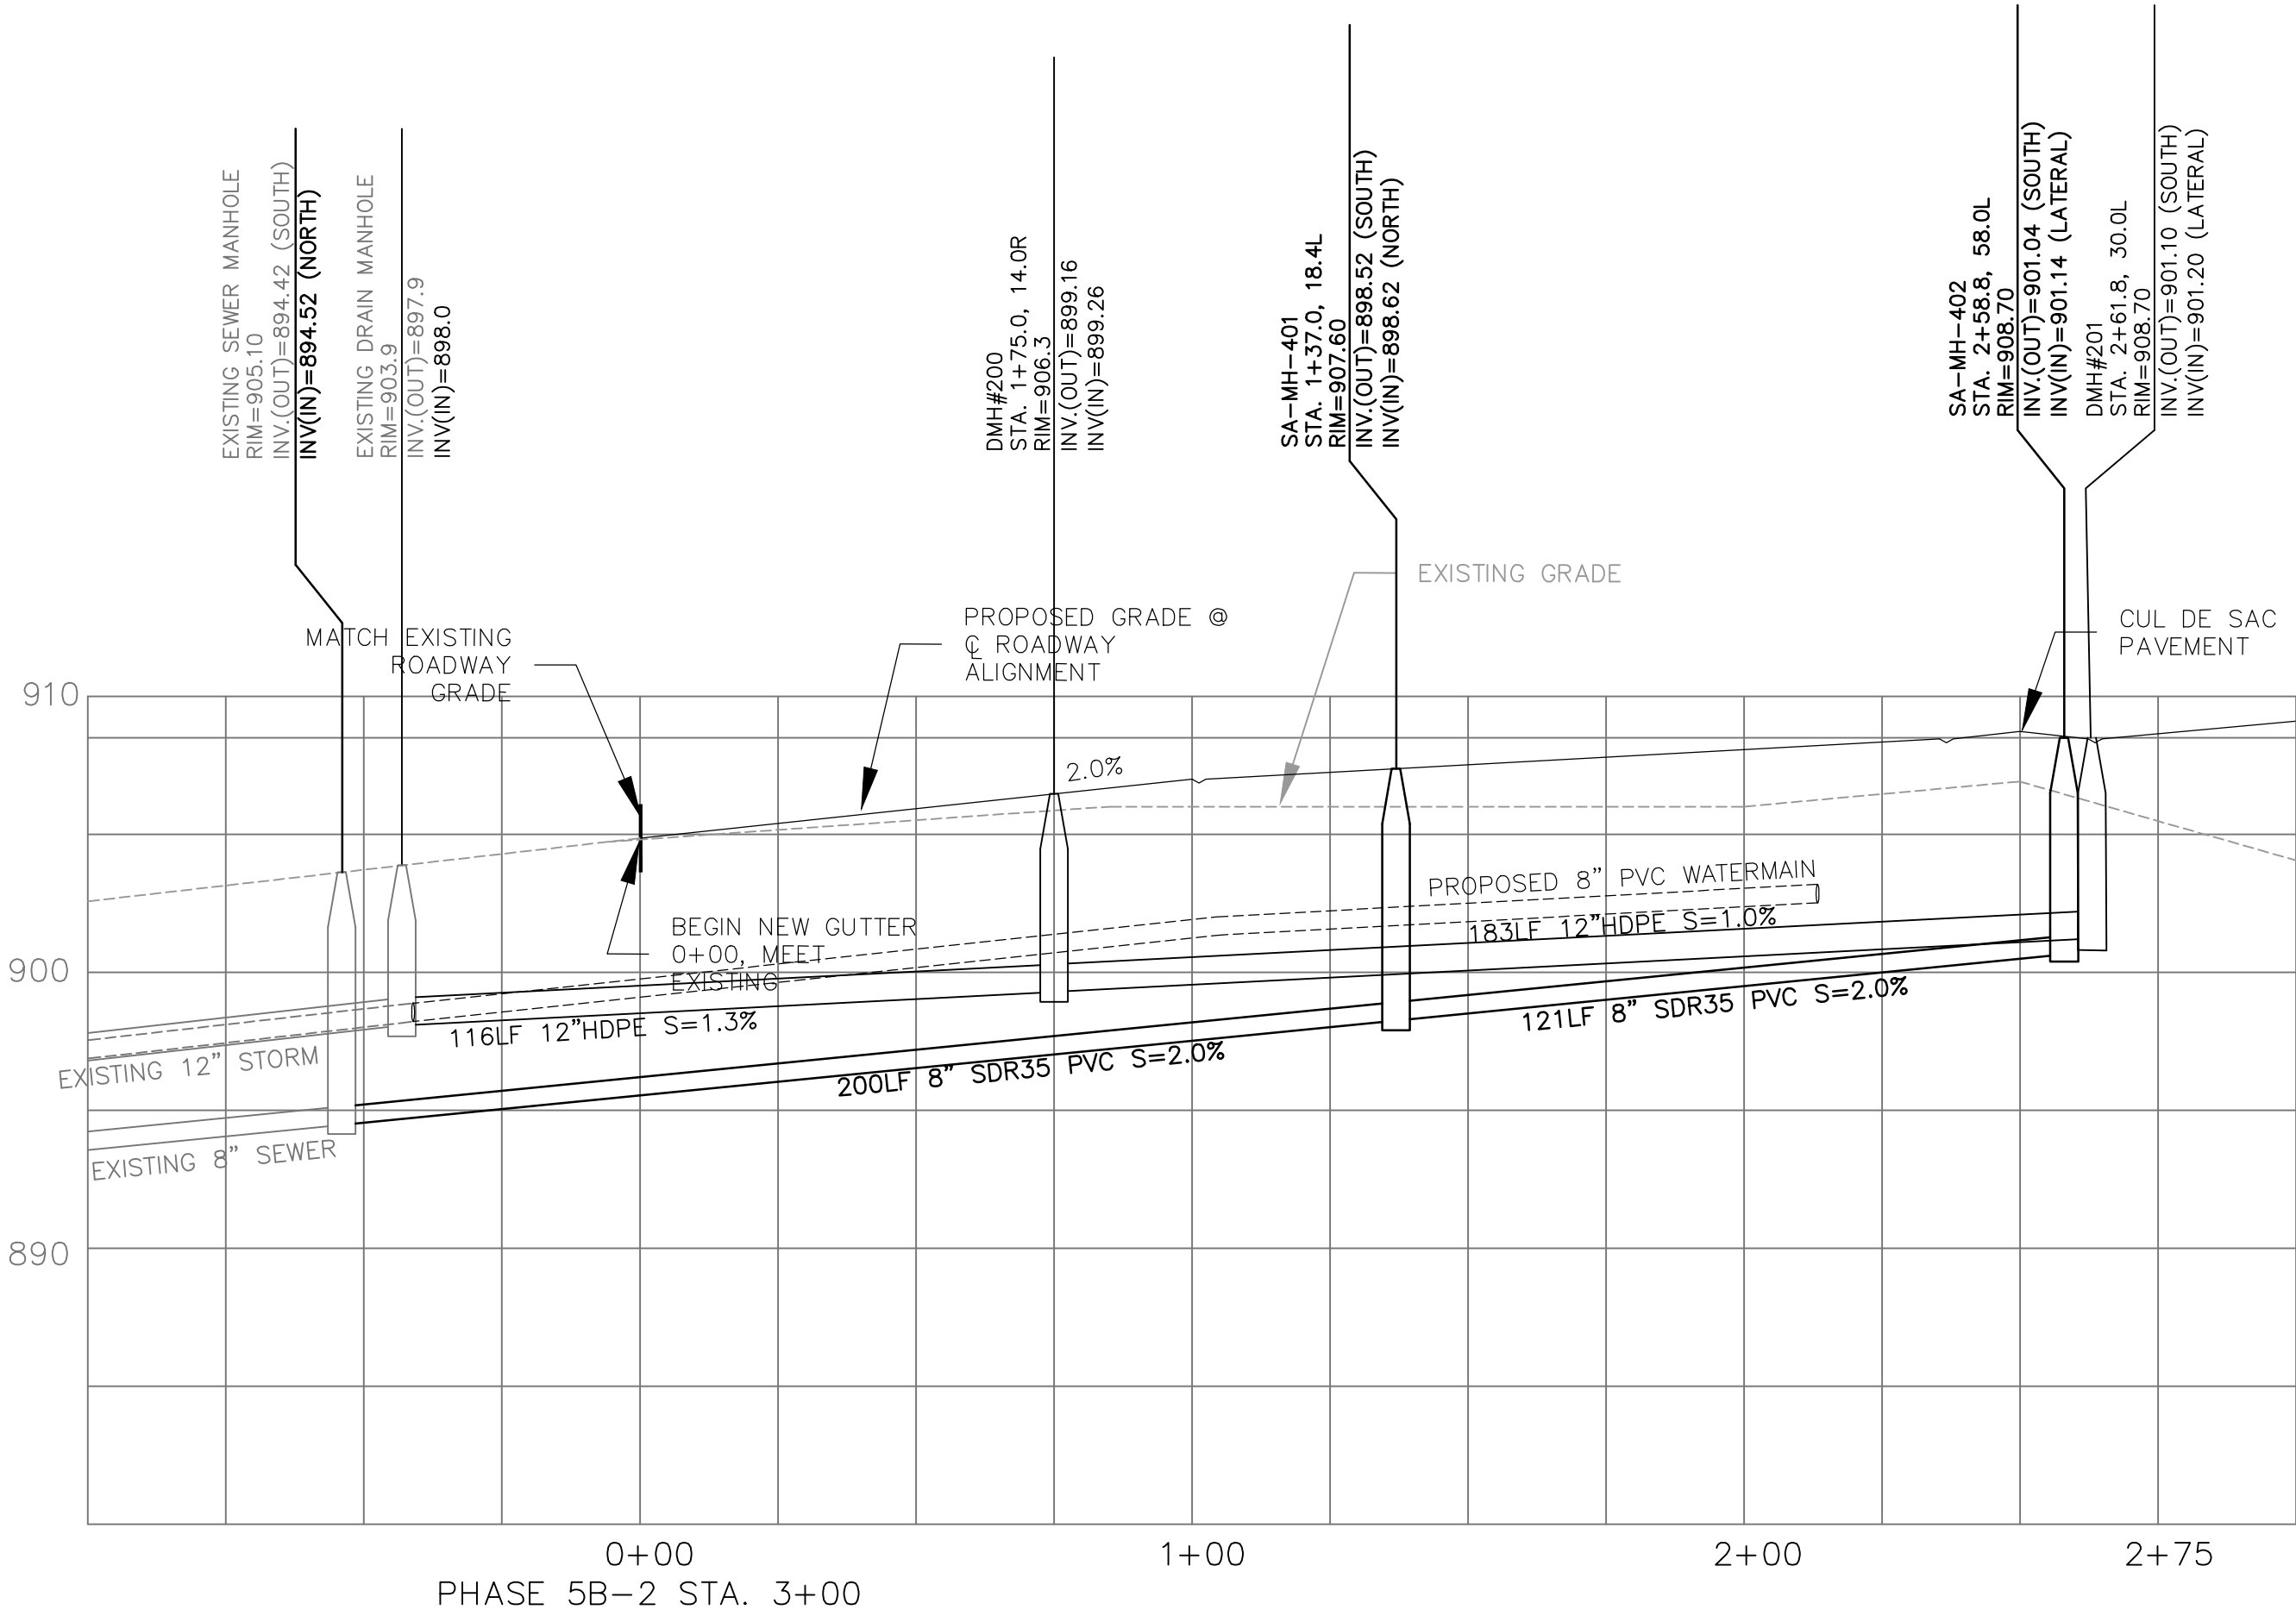 EXISTING SEWER MANHOLE
RIM=905.10
INV.(OUT)=894.42 (SOUTH)
INV(IN)=894.52 (NORTH)
EXISTING DRAIN MANHOLE
RIM=903.9
INV.(OUT)=897.9
INV(IN)=898.0
DMH#200
STA. 1+75.0, 14.0R
RIM=906.3
INV.(OUT)=899.16
INV(IN)=899.26
SA-MH-401
STA. 1+37.0, 18.4L
RIM=907.60
INV.(OUT)=898.52 (SOUTH)
INV(IN)=898.62 (NORTH)
SA-MH-402
STA. 2+58.8, 58.0L
RIM=908.70
INV.(OUT)=901.04 (SOUTH)
INV(IN)=901.14 (LATERAL)
DMH#201
STA. 2+61.8, 30.0L
RIM=908.70
INV.(OUT)=901.10 (SOUTH)
INV(IN)=901.20 (LATERAL)
MATCH EXISTING
ROADWAY
GRADE
PROPOSED GRADE @
℄ ROADWAY
ALIGNMENT
EXISTING GRADE
CUL DE SAC
PAVEMENT
910
2.0%
BEGIN NEW GUTTER
0+00, MEET
EXISTING
PROPOSED 8" PVC WATERMAIN
183LF 12"HDPE S=1.0%
900
116LF 12"HDPE S=1.3%
121LF 8" SDR35 PVC S=2.0%
EXISTING 12" STORM
200LF 8" SDR35 PVC S=2.0%
EXISTING 8" SEWER
890
0+00
1+00
2+00
2+75
PHASE 5B-2 STA. 3+00